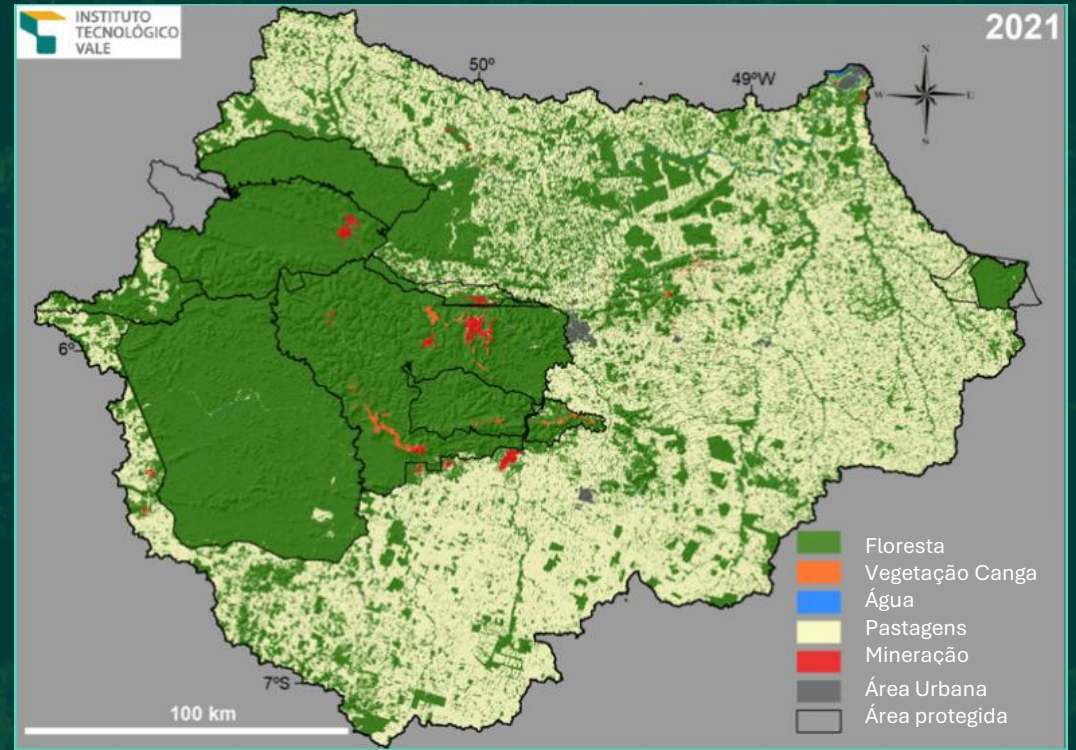 INSTITUTO
TECNOLÓGICO
VALE
2021
50º
49ºW
N
W
E
S
6º
7ºS
100 km
Floresta
Vegetação Canga
Água
Pastagens
Mineração
Área Urbana
Área protegida